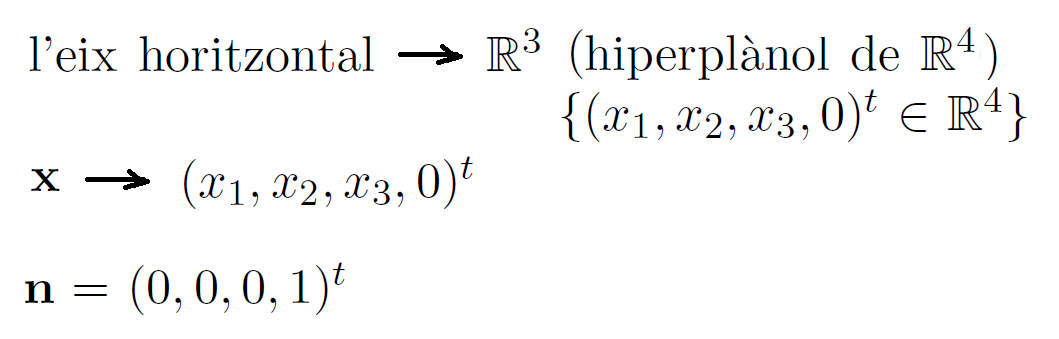 l'eix horitzontal → ℝ³ (hiperplànol de ℝ⁴)
{(x₁, x₂, x₃, 0)ᵗ ∈ ℝ⁴}
x → (x₁, x₂, x₃, 0)ᵗ
n = (0, 0, 0, 1)ᵗ